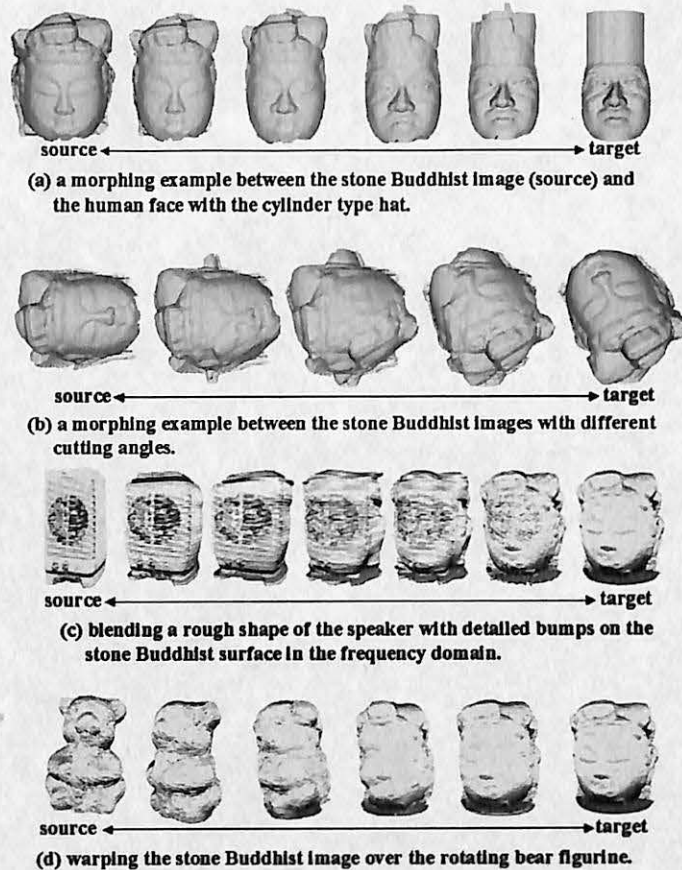 source target
(a) a morphing example between the stone Buddhist image (source) and
the human face with the cylinder type hat.
source target
(b) a morphing example between the stone Buddhist images with different
cutting angles.
source target
(c) blending a rough shape of the speaker with detailed bumps on the
stone Buddhist surface in the frequency domain.
source target
(d) warping the stone Buddhist image over the rotating bear figurine.